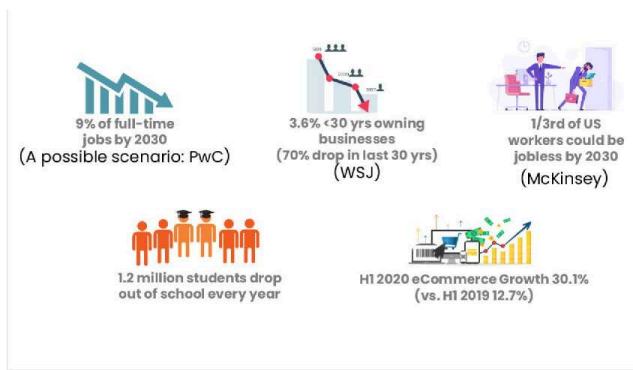 9% of full-time
jobs by 2030
(A possible scenario: PwC)
3.6% <30 yrs owning
businesses
(70% drop in last 30 yrs)
(WSJ)
1/3rd of US
workers could be
jobless by 2030
(McKinsey)
1.2 million students drop
out of school every year
H1 2020 eCommerce Growth 30.1%
(vs. H1 2019 12.7%)